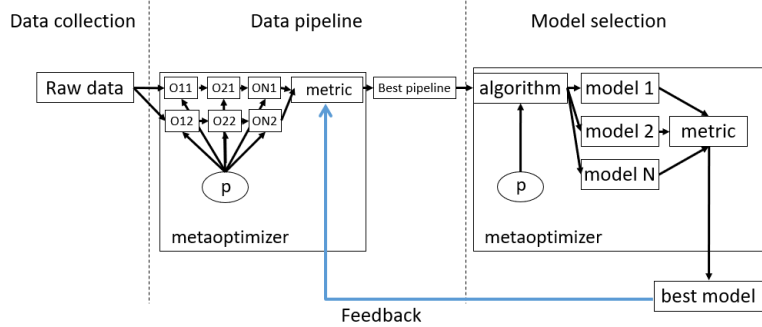 Data collection
Data pipeline
Model selection
Raw data
O11
O21
ON1
metric
Best pipeline
algorithm
model 1
O12
O22
ON2
model 2
metric
model N
p
p
metaoptimizer
metaoptimizer
best model
Feedback